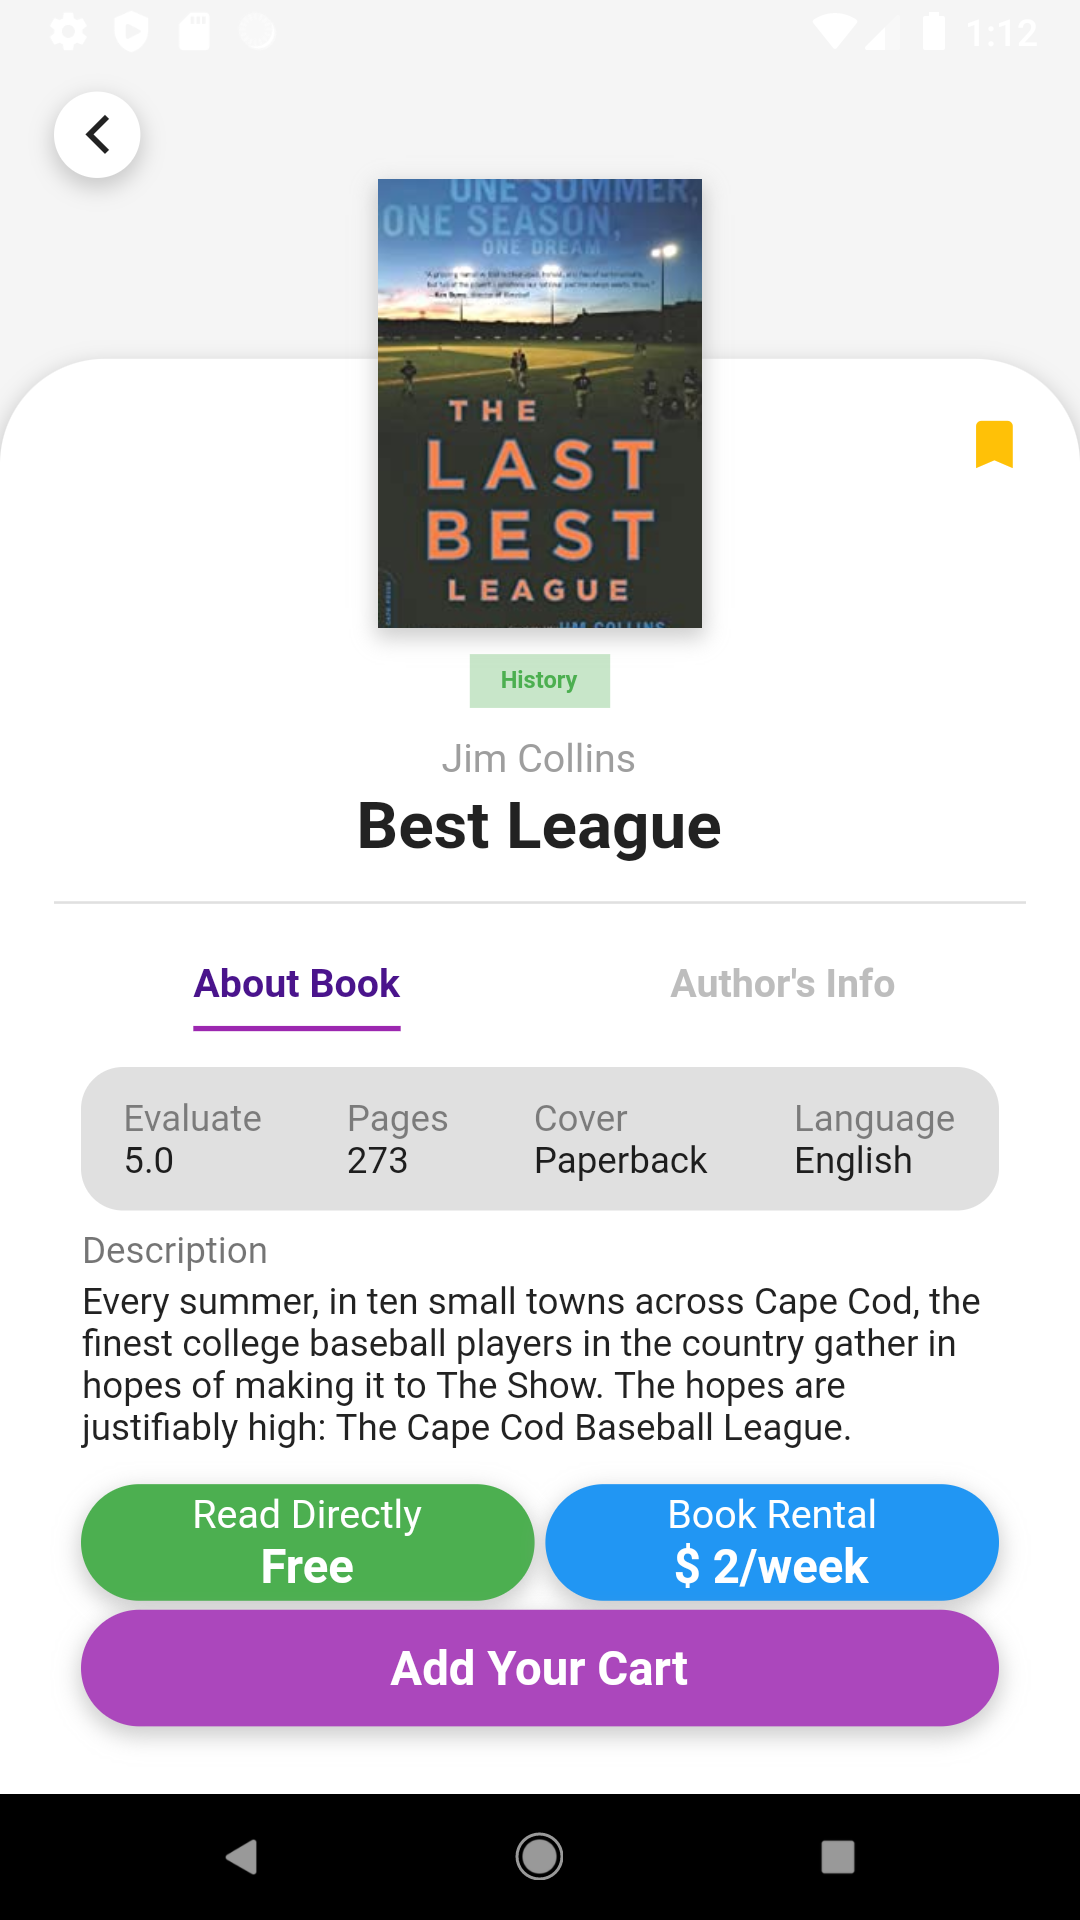 1:12
ONE SUMMER,
ONE SEASON,
ONE DREAM
THE
LAST
BEST
LEAGUE
JIM COLLINS
History
Jim Collins
Best League
About Book
Author's Info
Evaluate
Pages
Cover
Language
5.0
273
Paperback
English
Description
Every summer, in ten small towns across Cape Cod, the
finest college baseball players in the country gather in
hopes of making it to The Show. The hopes are
justifiably high: The Cape Cod Baseball League.
Read Directly
Free
Book Rental
$ 2/week
Add Your Cart